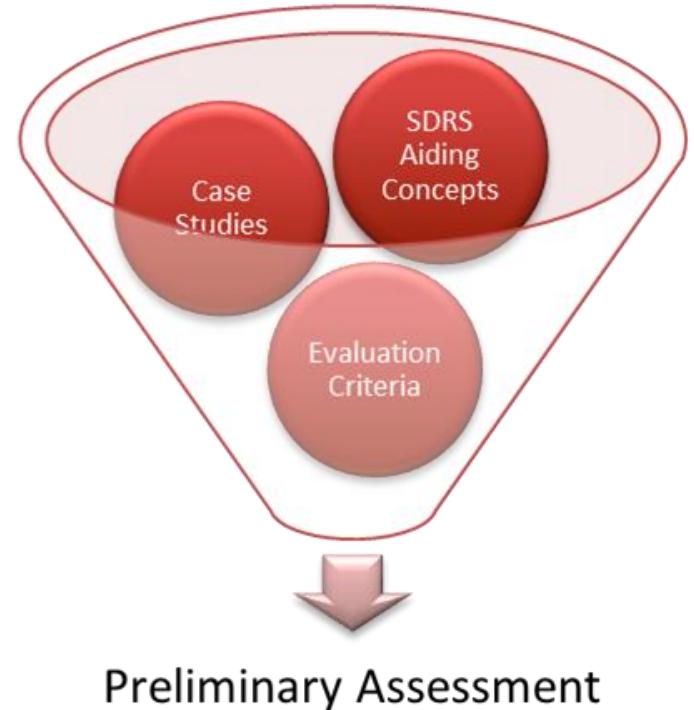 SDRS
Aiding
Concepts
Case
Studies
Evaluation
Criteria
Preliminary Assessment